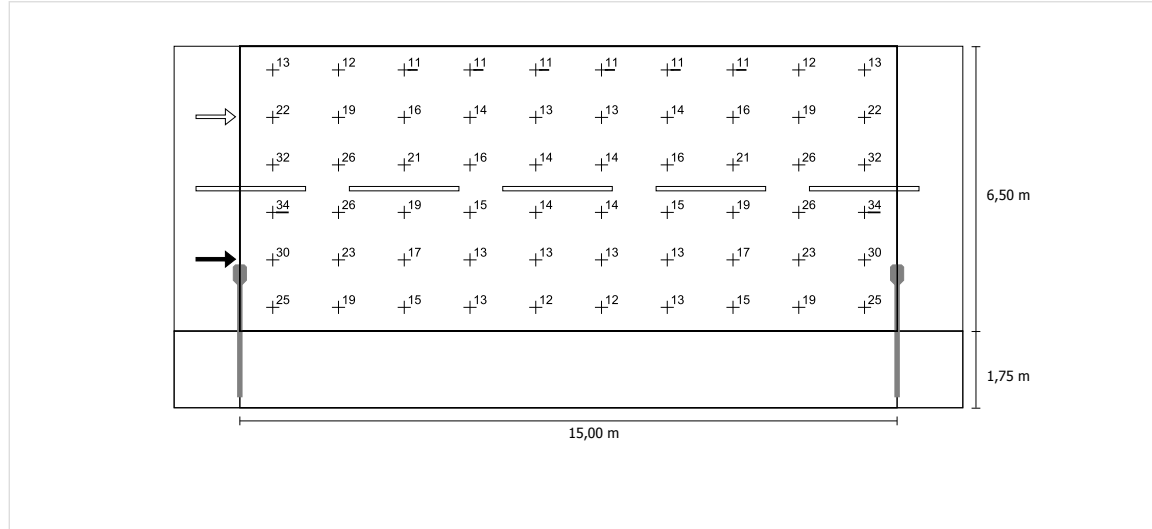 13 12 11 11 11 11 11 11 12 13
22 19 16 14 13 13 14 16 19 22
32 26 21 16 14 14 16 21 26 32
6,50 m
34 26 19 15 14 14 15 19 26 34
30 23 17 13 13 13 13 17 23 30
25 19 15 13 12 12 13 15 19 25
1,75 m
15,00 m